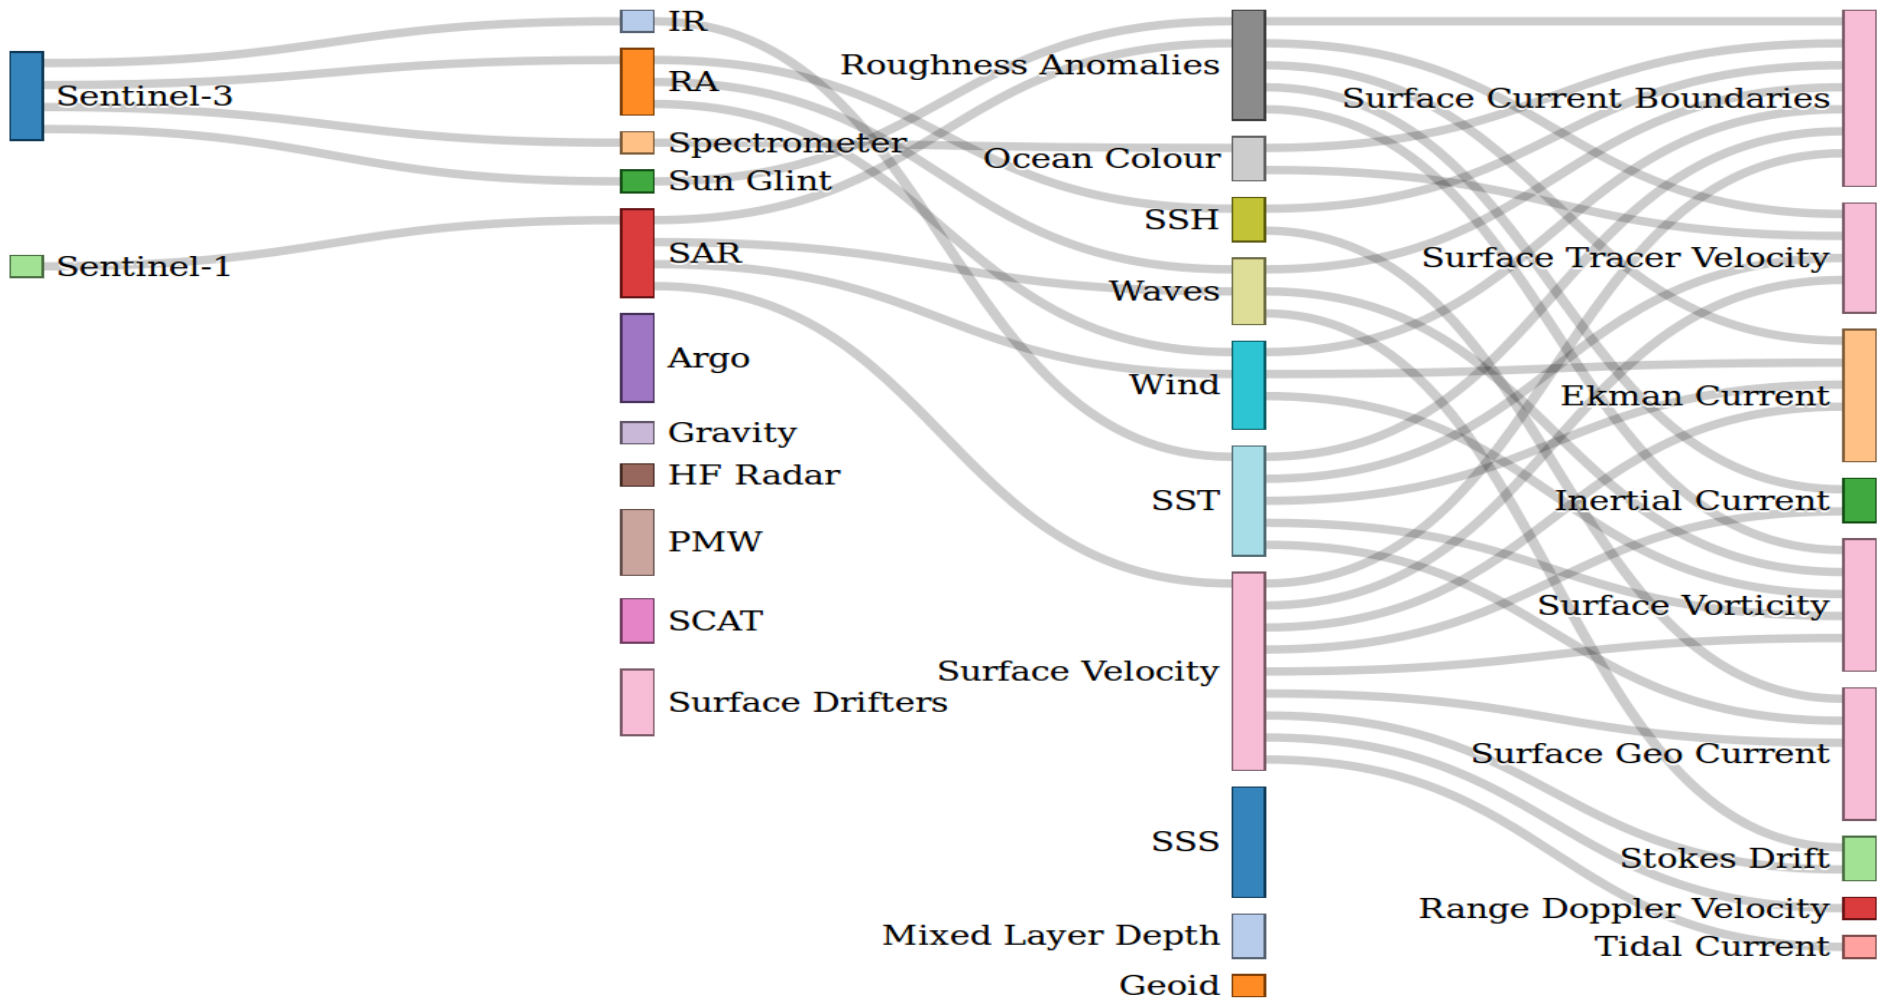 Sentinel-3
Sentinel-1
IR
RA
Spectrometer
Sun Glint
SAR
Argo
Gravity
HF Radar
PMW
SCAT
Surface Drifters
Roughness Anomalies
Ocean Colour
SSH
Waves
Wind
SST
Surface Velocity
SSS
Mixed Layer Depth
Geoid
Surface Current Boundaries
Surface Tracer Velocity
Ekman Current
Inertial Current
Surface Vorticity
Surface Geo Current
Stokes Drift
Range Doppler Velocity
Tidal Current